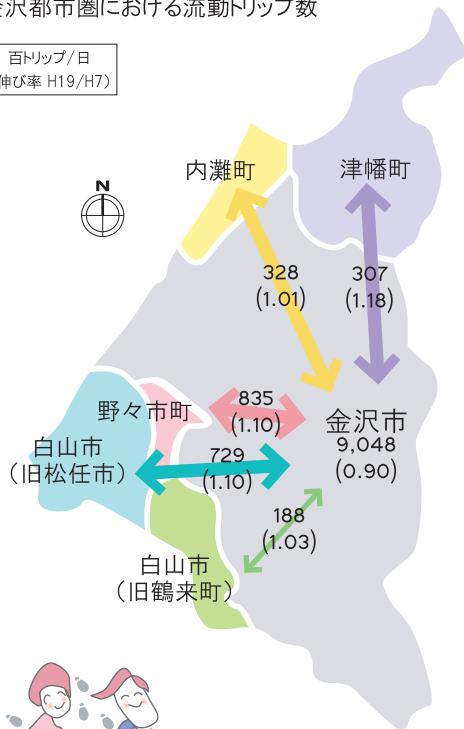 沢都市圏における流動トリップ数
百トリップ/日
伸び率 H19/H7)
N
内灘町
津幡町
328
(1.01)
307
(1.18)
野々市町
835
(1.10)
金沢市
9,048
(0.90)
白山市
(旧松任市)
729
(1.10)
188
(1.03)
白山市
(旧鶴来町)